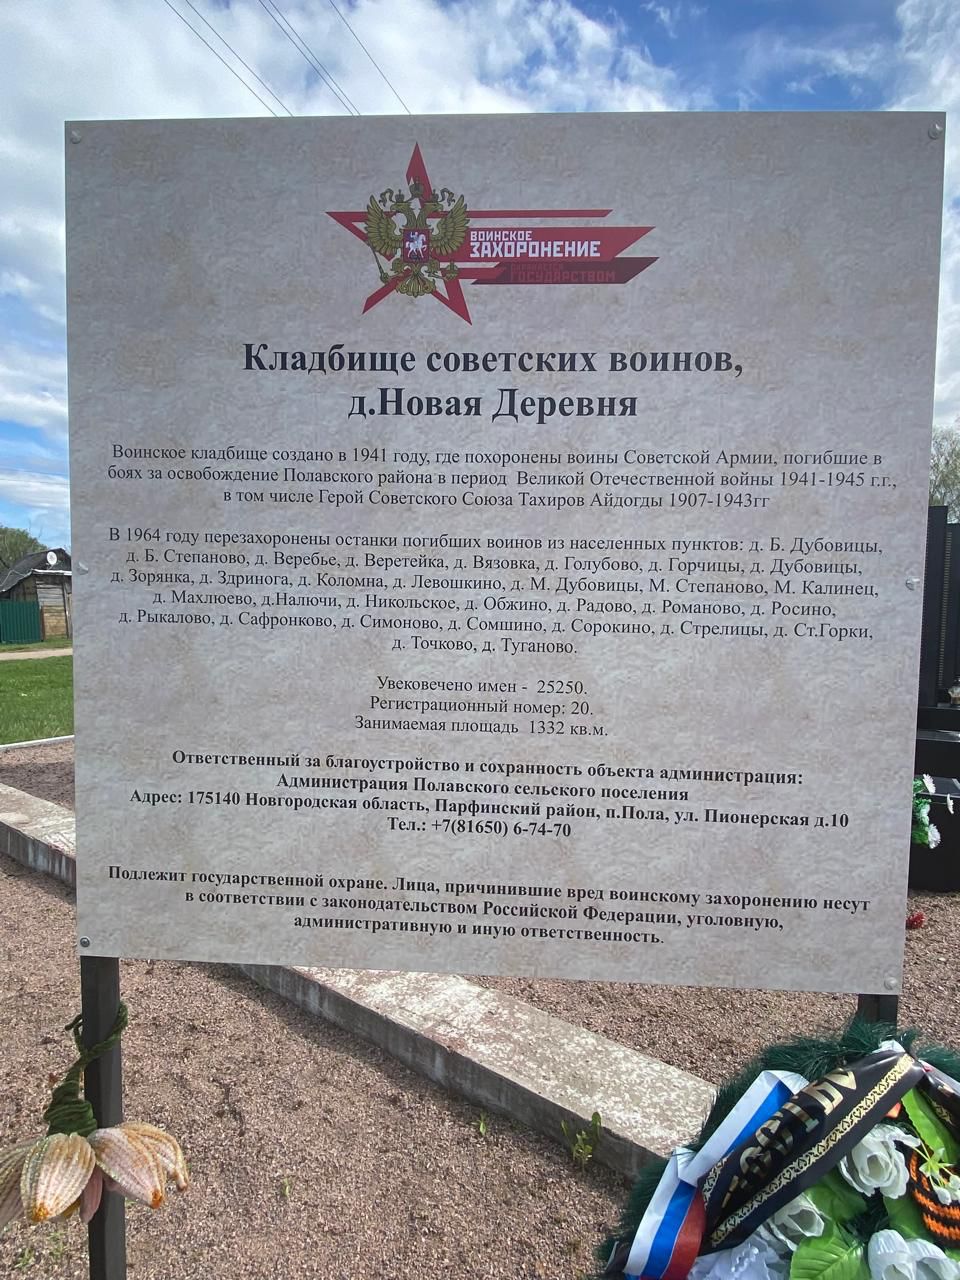 ВОИНСКОЕ
ЗАХОРОНЕНИЕ
ОХРАНЯЕТСЯ
ГОСУДАРСТВОМ
Кладбище советских воинов,
д.Новая Деревня
Воинское кладбище создано в 1941 году, где похоронены воины Советской Армии, погибшие в
боях за освобождение Полавского района в период Великой Отечественной войны 1941-1945 г.г.,
в том числе Герой Советского Союза Тахиров Айдогды 1907-1943гг
В 1964 году перезахоронены останки погибших воинов из населенных пунктов: д. Б. Дубовицы,
д. Б. Степаново, д. Веребье, д. Веретейка, д. Вязовка, д. Голубово, д. Горчицы, д. Дубовицы,
д. Зорянка, д. Здринога, д. Коломна, д. Левошкино, д. М. Дубовицы, М. Степаново, М. Калинец,
д. Махлюево, д.Налючи, д. Никольское, д. Обжино, д. Радово, д. Романово, д. Росино,
д. Рыкалово, д. Сафронково, д. Симоново, д. Сомшино, д. Сорокино, д. Стрелицы, д. Ст.Горки,
д. Точково, д. Туганово.
Увековечено имен - 25250.
Регистрационный номер: 20.
Занимаемая площадь 1332 кв.м.
Ответственный за благоустройство и сохранность объекта администрация:
Администрация Полавского сельского поселения
Адрес: 175140 Новгородская область, Парфинский район, п.Пола, ул. Пионерская д.10
Тел.: +7(81650) 6-74-70
Подлежит государственной охране. Лица, причинившие вред воинскому захоронению несут
в соответствии с законодательством Российской Федерации, уголовную,
административную и иную ответственность.